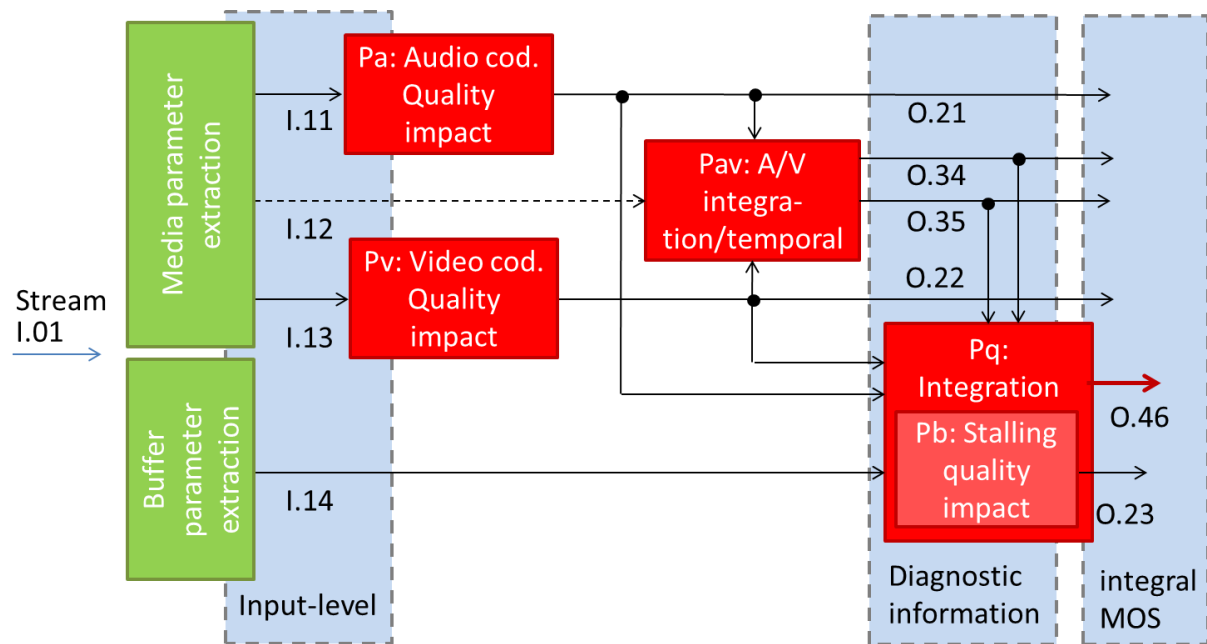 Media parameter
extraction
Buffer
parameter
extraction
Stream
I.01
I.11
I.12
I.13
I.14
Input-level
Pa: Audio cod.
Quality
impact
Pv: Video cod.
Quality
impact
Pav: A/V
integra-
tion/temporal
O.21
O.34
O.35
O.22
Pq:
Integration
Pb: Stalling
quality
impact
O.46
O.23
Diagnostic
information
integral
MOS